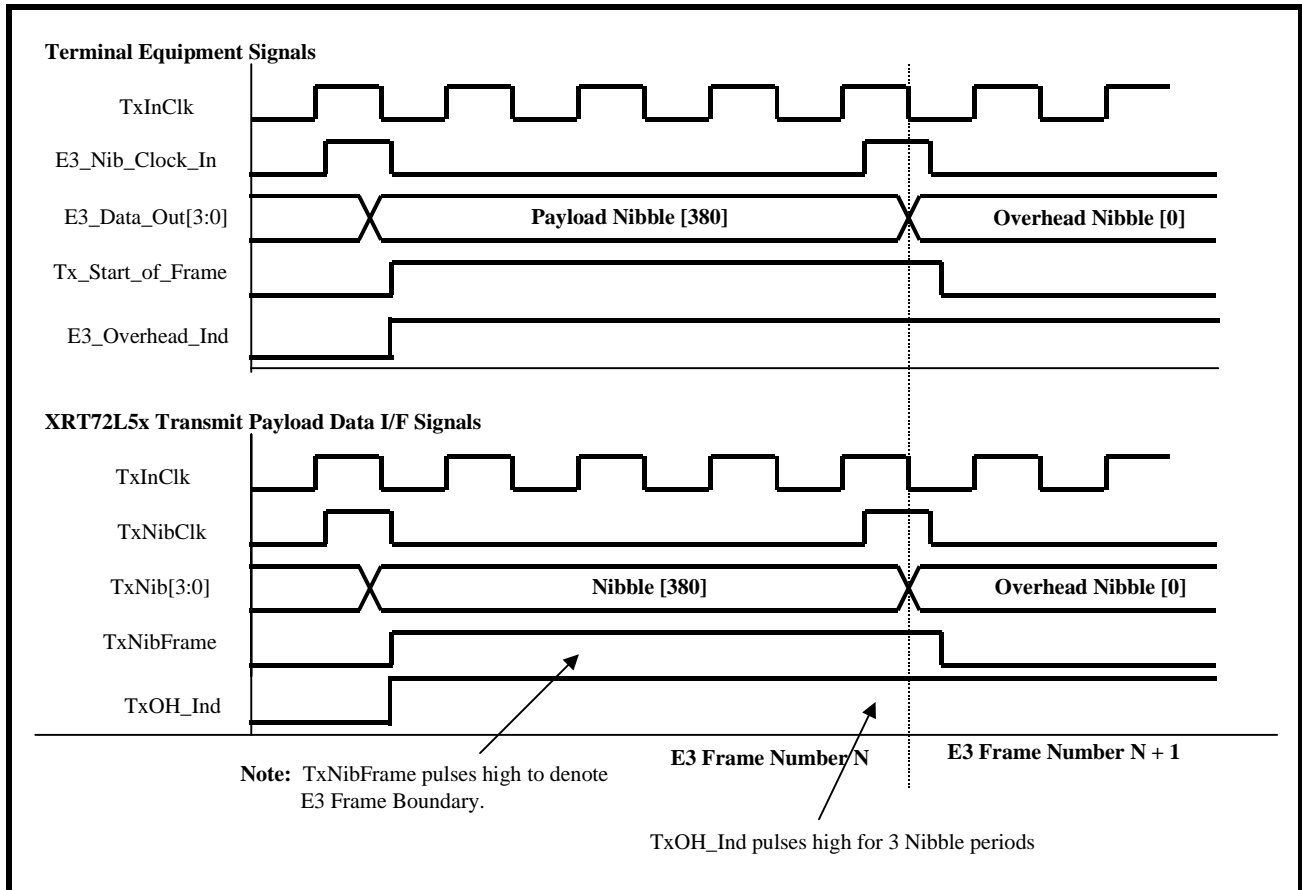 Terminal Equipment Signals
TxInClk
E3_Nib_Clock_In
E3_Data_Out[3:0]
Payload Nibble [380]
Overhead Nibble [0]
Tx_Start_of_Frame
E3_Overhead_Ind
XRT72L5x Transmit Payload Data I/F Signals
TxInClk
TxNibClk
TxNib[3:0]
Nibble [380]
Overhead Nibble [0]
TxNibFrame
TxOH_Ind
E3 Frame Number N
E3 Frame Number N + 1
Note: TxNibFrame pulses high to denote
E3 Frame Boundary.
TxOH_Ind pulses high for 3 Nibble periods